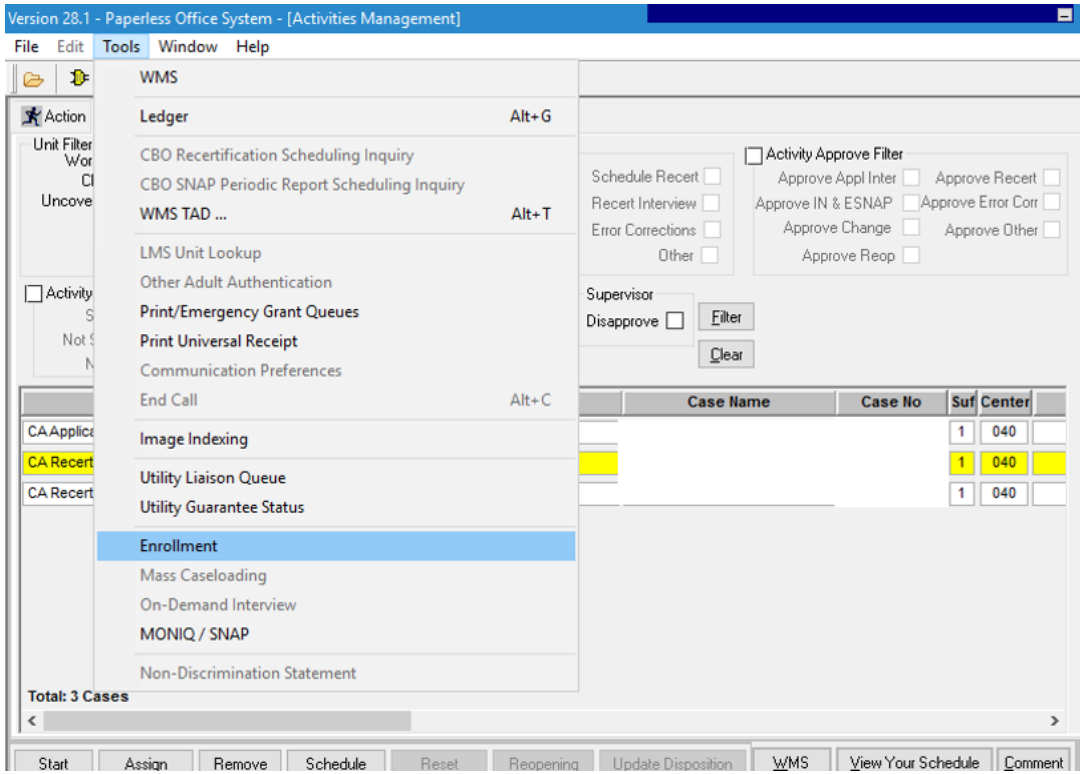 Version 28.1 - Paperless Office System - [Activities Management]
File Edit Tools Window Help
WMS
Ledger Alt+G
CBO Recertification Scheduling Inquiry
CBO SNAP Periodic Report Scheduling Inquiry
WMS TAD ... Alt+T
LMS Unit Lookup
Other Adult Authentication
Print/Emergency Grant Queues
Print Universal Receipt
Communication Preferences
End Call Alt+C
Image Indexing
Utility Liaison Queue
Utility Guarantee Status
Enrollment
Mass Caseloading
On-Demand Interview
MONIQ / SNAP
Non-Discrimination Statement
Action
Unit Filter
Wor
Cl
Uncove
Activity
S
Not S
N
Schedule Recert
Recert Interview
Error Corrections
Other
Activity Approve Filter
Approve Appl Inter Approve Recert
Approve IN & ESNAP Approve Error Corr
Approve Change Approve Other
Approve Reop
Supervisor
Disapprove
Filter
Clear
Case Name Case No Suf Center
CA Applica 1 040
CA Recert 1 040
CA Recert 1 040
Total: 3 Cases
Start Assign Remove Schedule Reset Reopening Update Disposition WMS View Your Schedule Comment